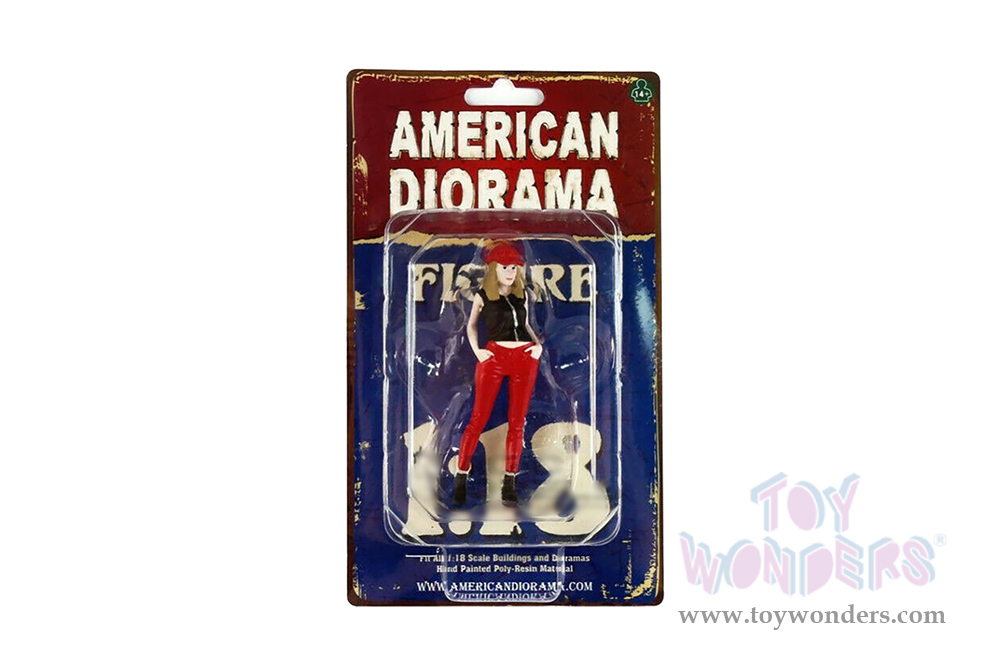 14+
AMERICAN
DIORAMA
FIGURE
1:18
Fit All 1:18 Scale Buildings and Dioramas
Hand Painted Poly-Resin Material
WWW.AMERICANDIORAMA.COM
TOY
WONDERS®
www.toywonders.com